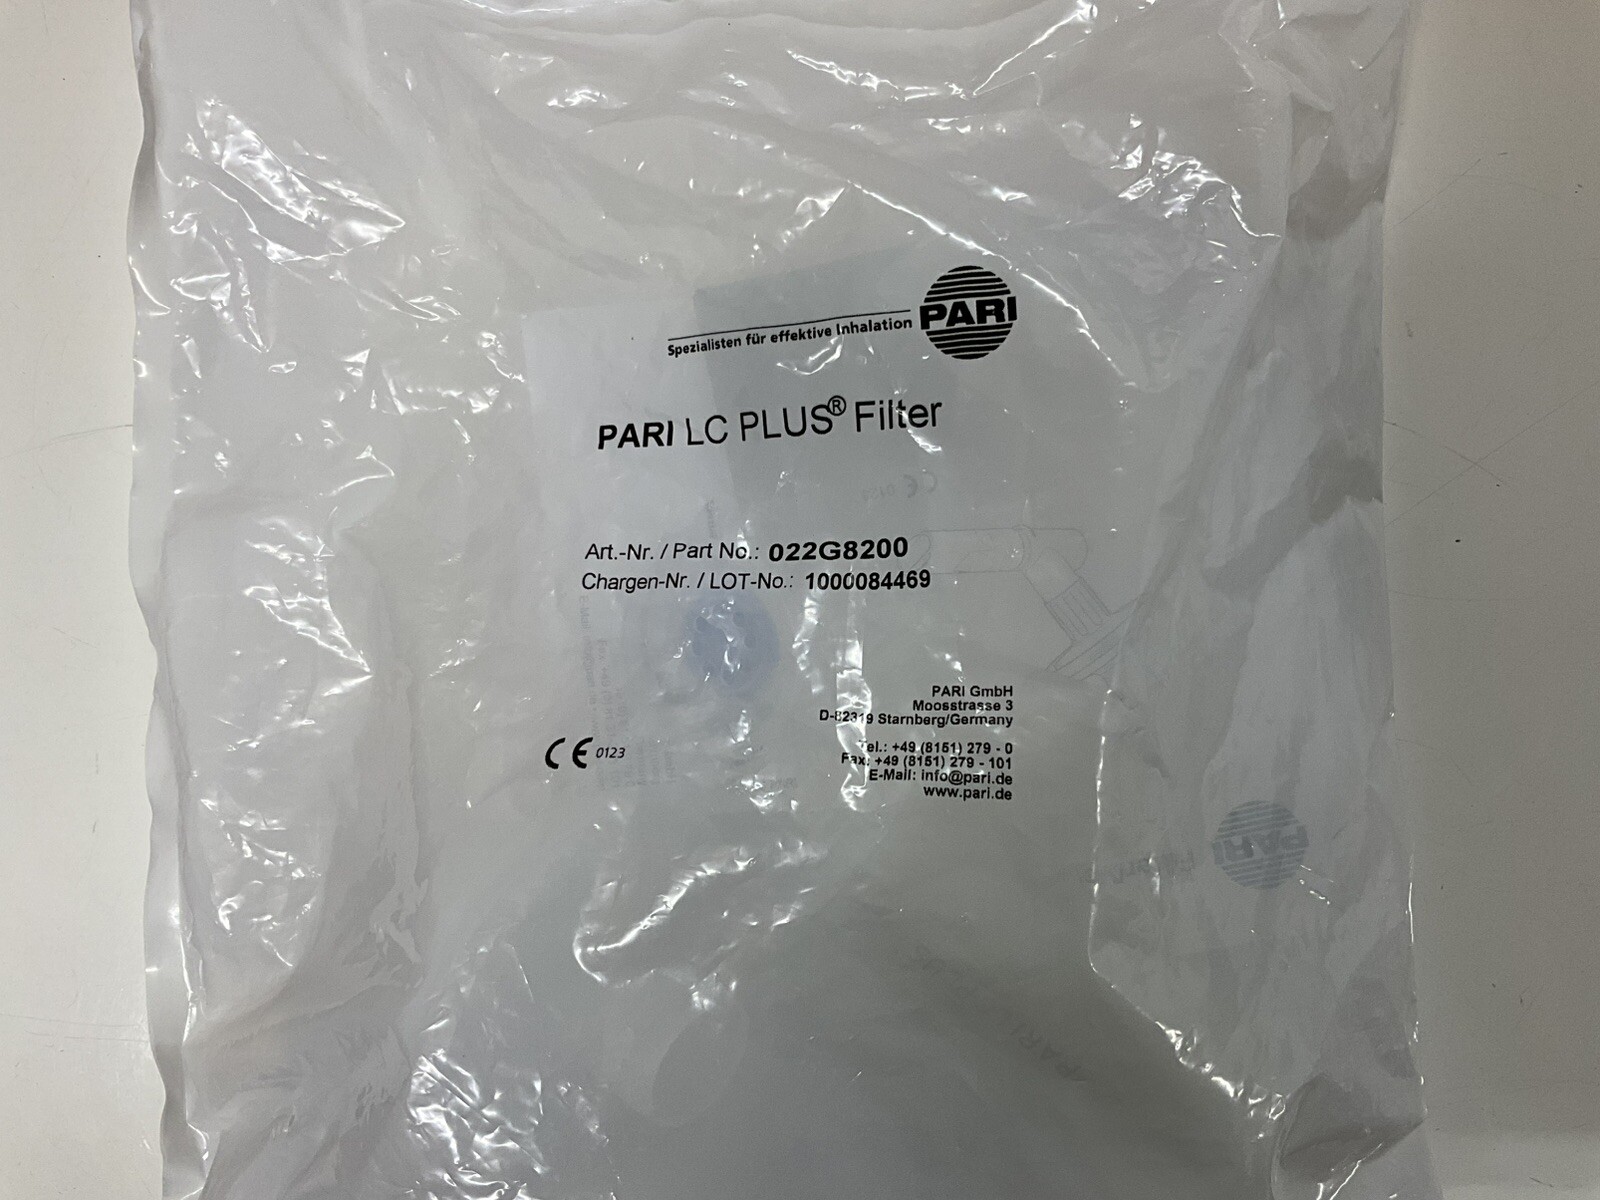 Spezialisten für effektive Inhalation
PARI
PARI LC PLUS® Filter
Art.-Nr. / Part No.: 022G8200
Chargen-Nr. / LOT-No.: 1000084469
PARI GmbH
Moosstrasse 3
D-82319 Starnberg/Germany
Tel.: +49 (8151) 279 - 0
Fax: +49 (8151) 279 - 101
E-Mail: info@pari.de
www.pari.de
CE 0123
PARI